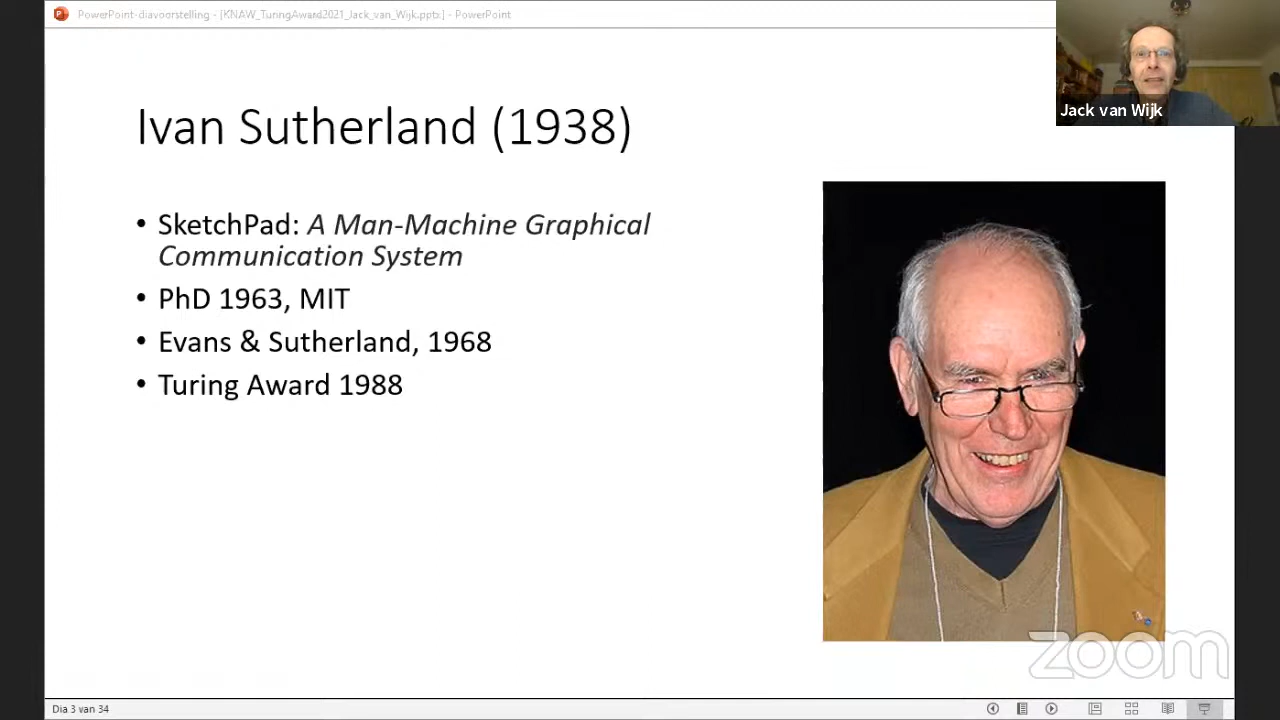 PowerPoint-diavoorstelling - [KNAW_TuringAward2021_Jack_van_Wijk.pptx] - PowerPoint
Jack van Wijk
Ivan Sutherland (1938)
• SketchPad: A Man-Machine Graphical
Communication System
• PhD 1963, MIT
• Evans & Sutherland, 1968
• Turing Award 1988
zoom
Dia 3 van 34